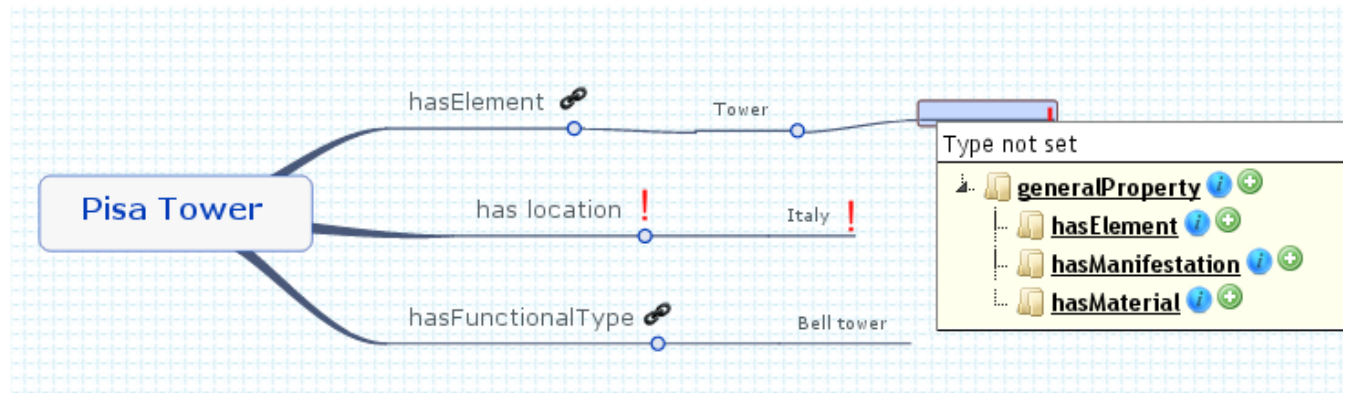 hasElement
Tower
Type not set
generalProperty
hasElement
hasManifestation
hasMaterial
Pisa Tower
has location !
Italy !
hasFunctionalType
Bell tower